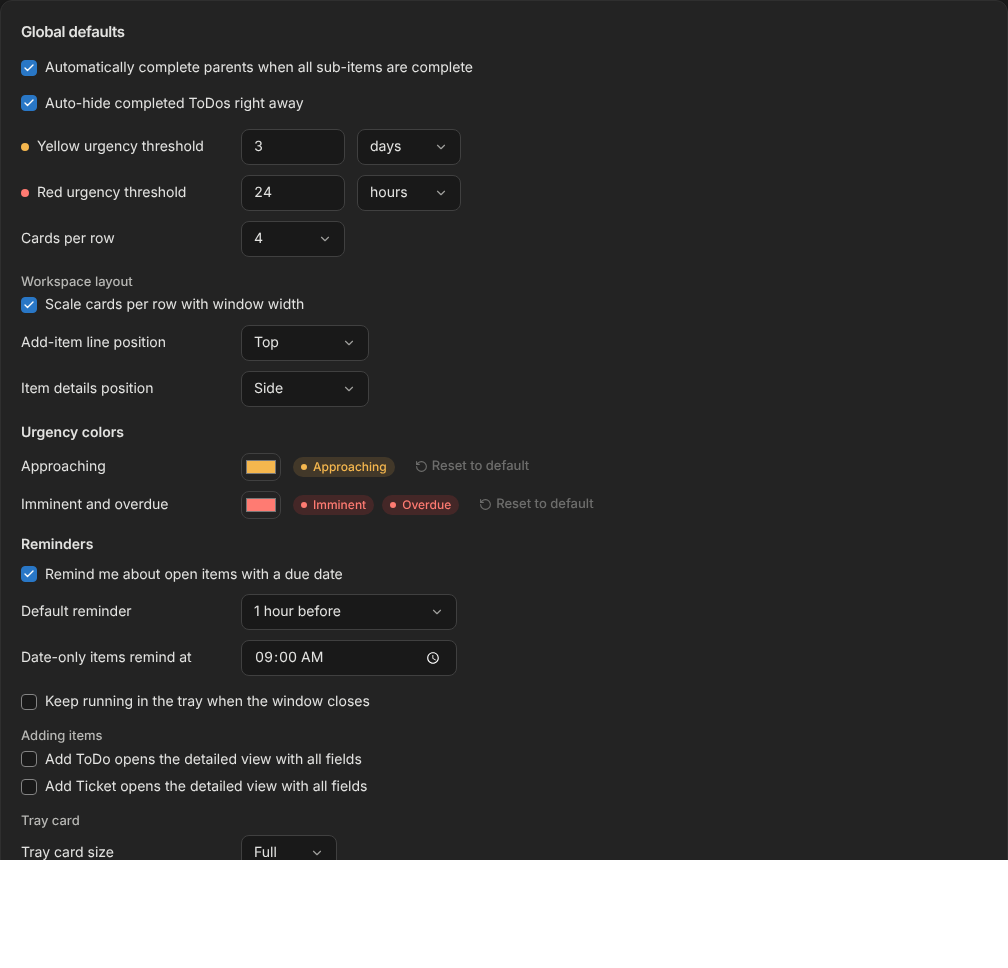 Global defaults
Automatically complete parents when all sub-items are complete
Auto-hide completed ToDos right away
Yellow urgency threshold 3 days
Red urgency threshold 24 hours
Cards per row 4
Workspace layout
Scale cards per row with window width
Add-item line position Top
Item details position Side
Urgency colors
Approaching Approaching Reset to default
Imminent and overdue Imminent Overdue Reset to default
Reminders
Remind me about open items with a due date
Default reminder 1 hour before
Date-only items remind at 09:00 AM
Keep running in the tray when the window closes
Adding items
Add ToDo opens the detailed view with all fields
Add Ticket opens the detailed view with all fields
Tray card
Tray card size Full